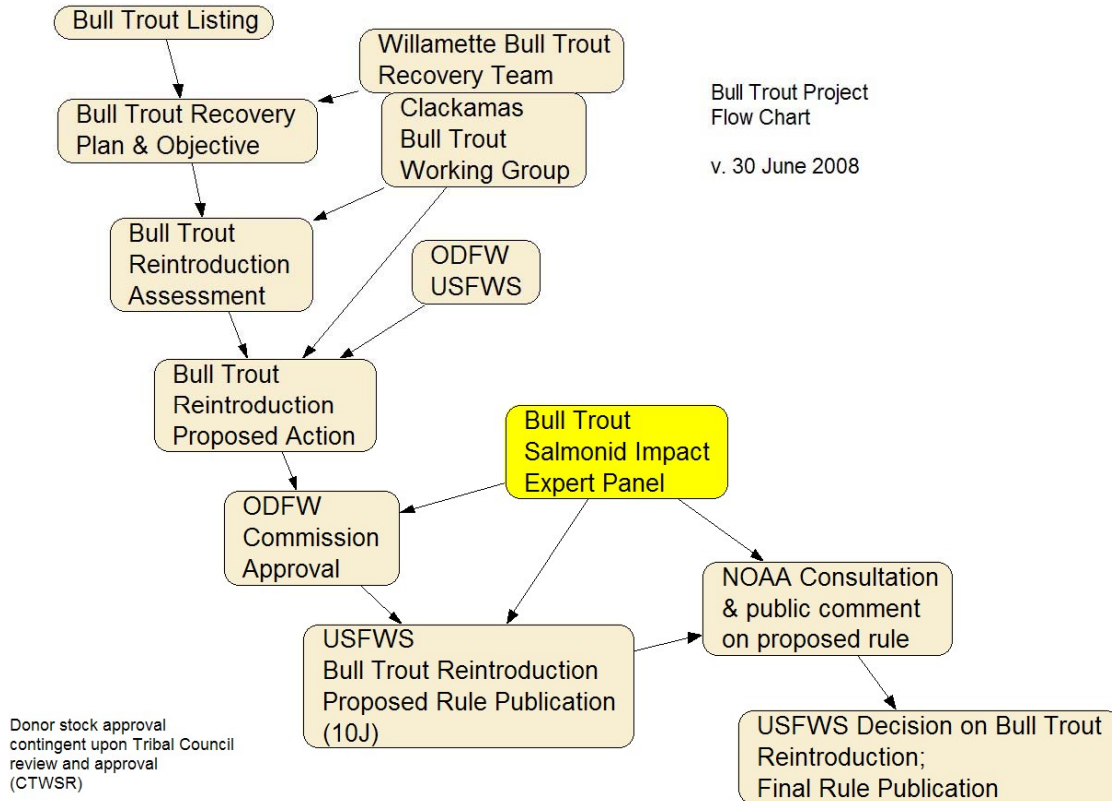 Bull Trout Listing
Willamette Bull Trout
Recovery Team
Bull Trout Project
Flow Chart
v. 30 June 2008
Bull Trout Recovery
Plan & Objective
Clackamas
Bull Trout
Working Group
Bull Trout
Reintroduction
Assessment
ODFW
USFWS
Bull Trout
Reintroduction
Proposed Action
Bull Trout
Salmonid Impact
Expert Panel
ODFW
Commission
Approval
NOAA Consultation
& public comment
on proposed rule
USFWS
Bull Trout Reintroduction
Proposed Rule Publication
(10J)
USFWS Decision on Bull Trout
Reintroduction;
Final Rule Publication
Donor stock approval
contingent upon Tribal Council
review and approval
(CTWSR)